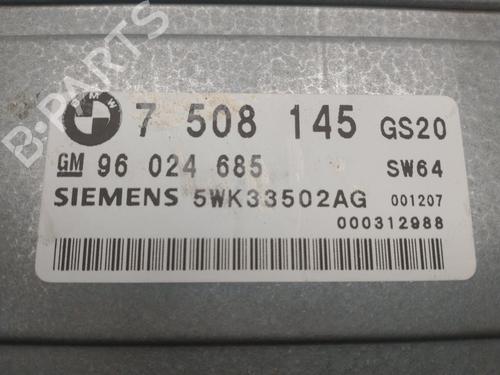 B-PARTS
BMW
7 508 145 GS20
GM 96 024 685 SW64
SIEMENS 5WK33502AG 001207
000312988